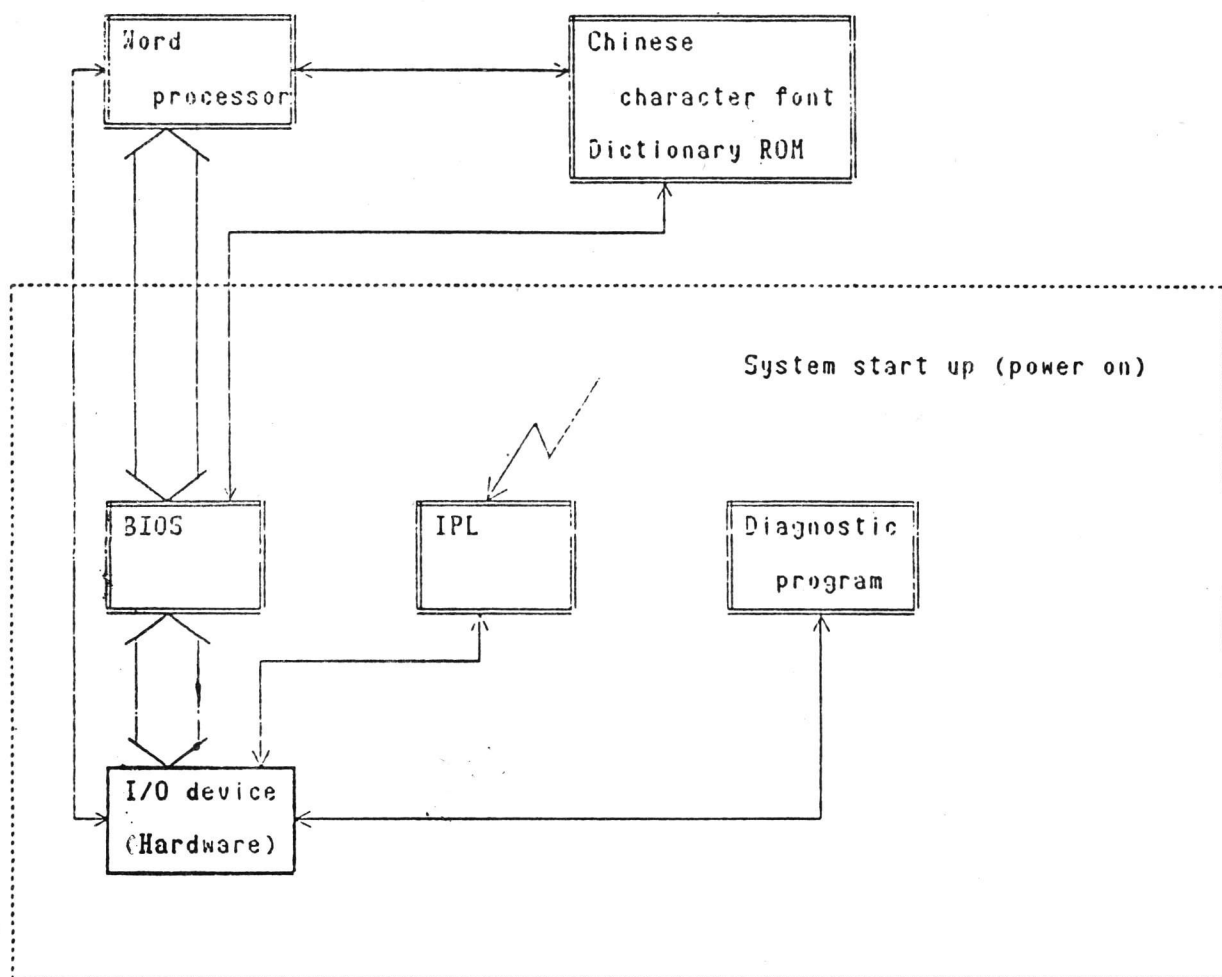 Word
processor
Chinese
character font
Dictionary ROM
System start up (power on)
BIOS
IPL
Diagnostic
program
I/O device
(Hardware)